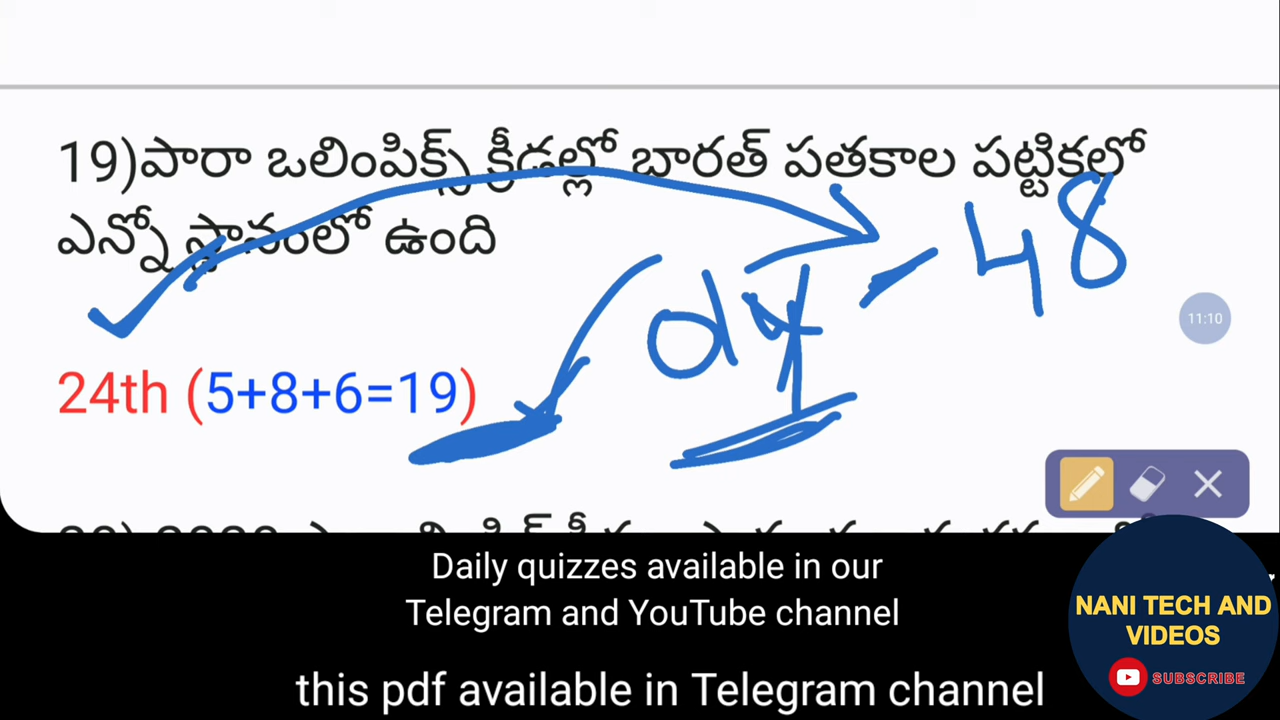 19)పారా ఒలింపిక్స్ క్రీడల్లో భారత్ పతకాల పట్టికలో
ఎన్నో స్థానంలో ఉంది
48
24th (5+8+6=19)
11:10
Daily quizzes available in our
Telegram and YouTube channel
this pdf available in Telegram channel
NANI TECH AND
VIDEOS
SUBSCRIBE